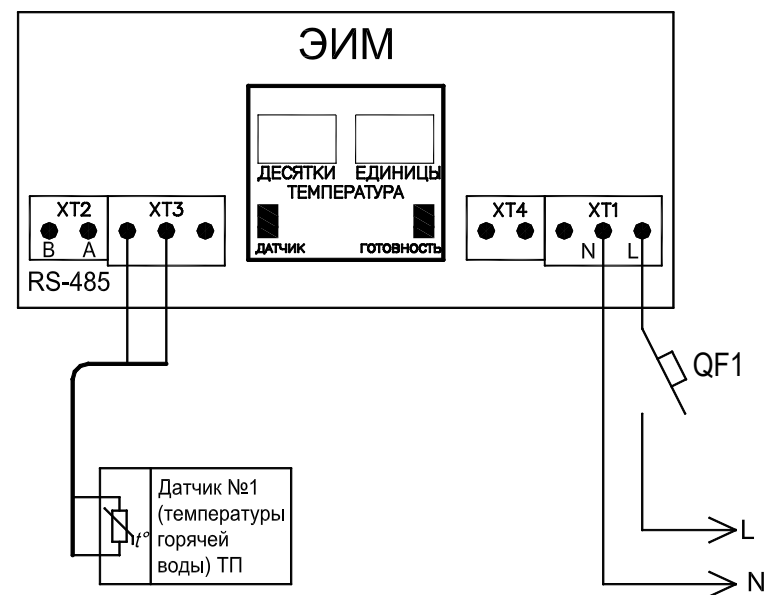 ЭИМ
ДЕСЯТКИ ЕДИНИЦЫ
ТЕМПЕРАТУРА
ДАТЧИК ГОТОВНОСТЬ
XT2 XT3
B A
RS-485
XT4 XT1
N L
QF1
Датчик №1
(температуры
горячей
воды) ТП
t°
L
N